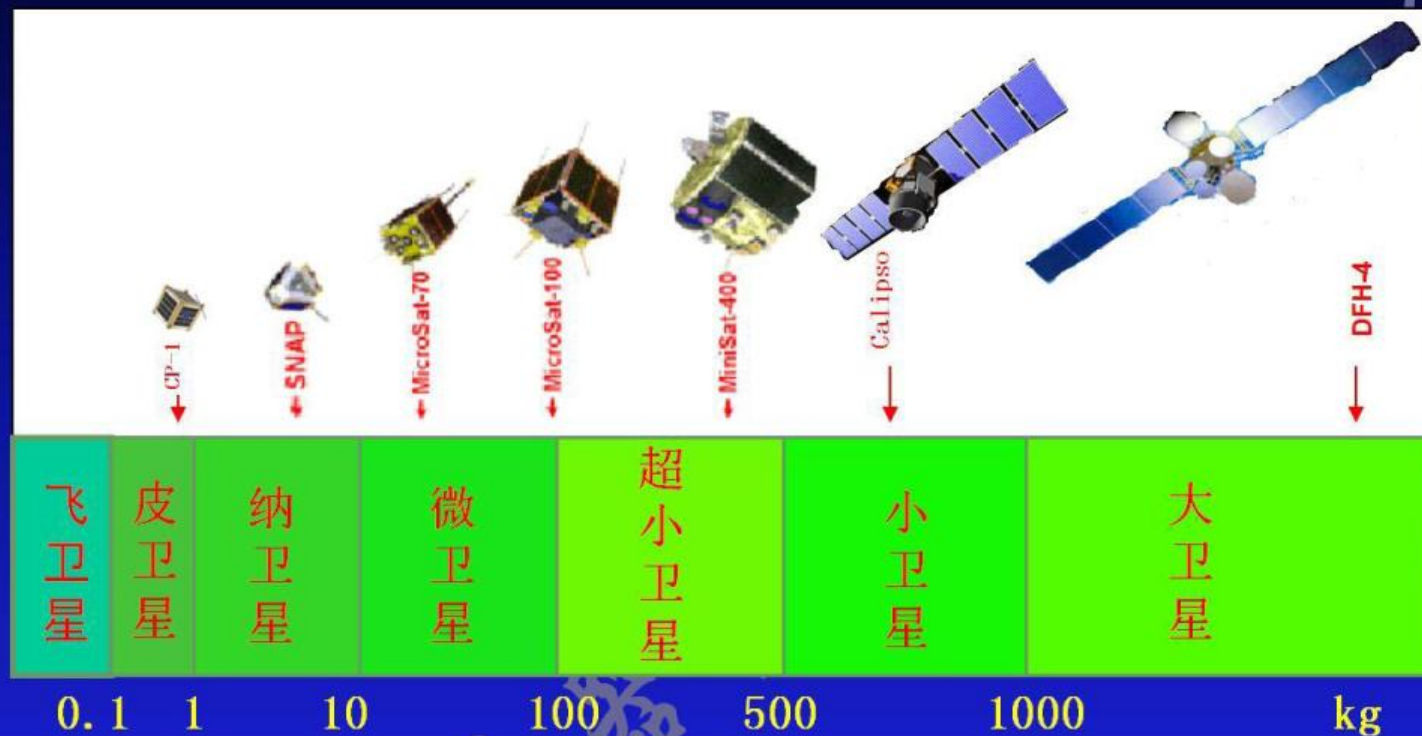 CP-1
SNAP
MicroSat-70
MicroSat-100
MiniSat-400
Calipso
DFH-4
飞卫星
皮卫星
纳卫星
微卫星
超小卫星
小卫星
大卫星
0.1 1 10 100 500 1000 kg